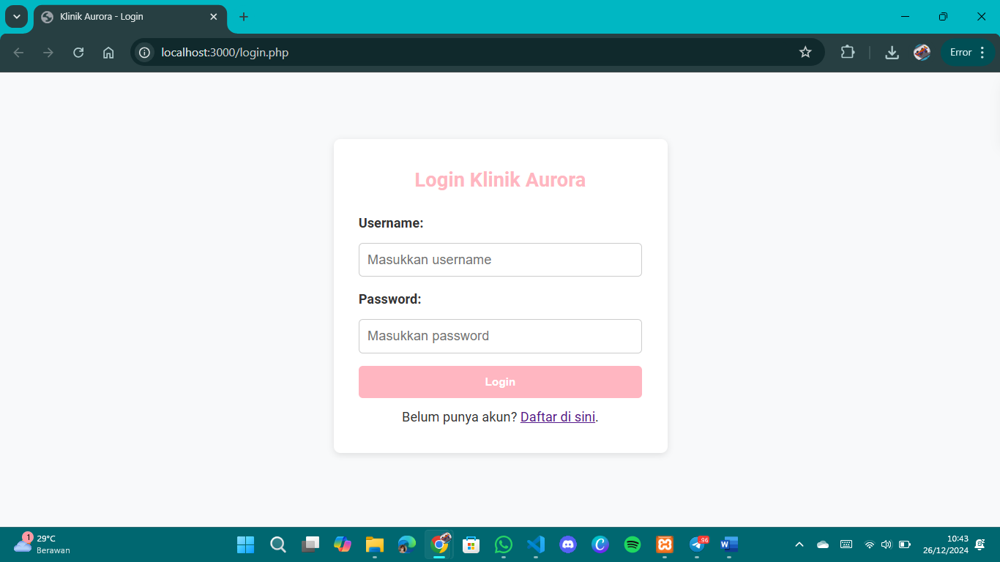 Klinik Aurora - Login
localhost:3000/login.php
Error
Login Klinik Aurora
Username:
Masukkan username
Password:
Masukkan password
Login
Belum punya akun? Daftar di sini.
1
29°C
Berawan
96
10:43
26/12/2024